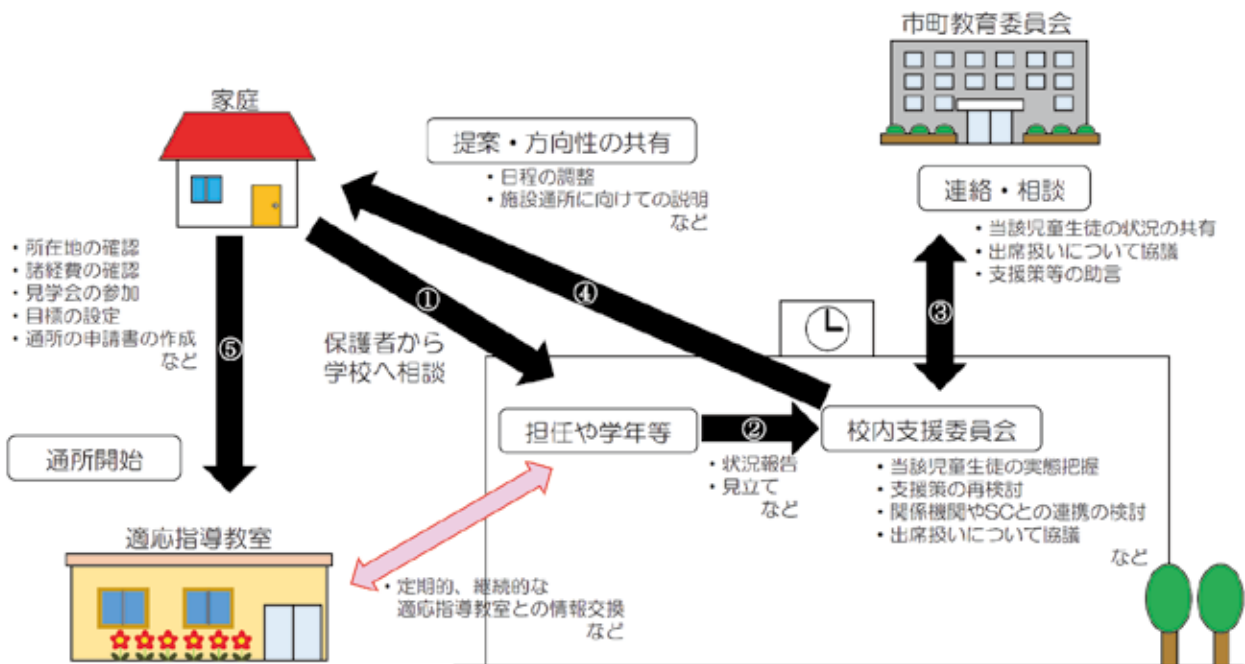 市町教育委員会
家庭
提案・方向性の共有
・日程の調整
・施設通所に向けての説明
など
連絡・相談
・当該児童生徒の状況の共有
・出席扱いについて協議
・支援策等の助言
・所在地の確認
・諸経費の確認
・見学会の参加
・目標の設定
・通所の申請書の作成
など
⑤
①
④
③
保護者から
学校へ相談
担任や学年等
②
校内支援委員会
・状況報告
・見立て
など
・当該児童生徒の実態把握
・支援策の再検討
・関係機関やSCとの連携の検討
・出席扱いについて協議
など
通所開始
適応指導教室
・定期的、継続的な
適応指導教室との情報交換
など